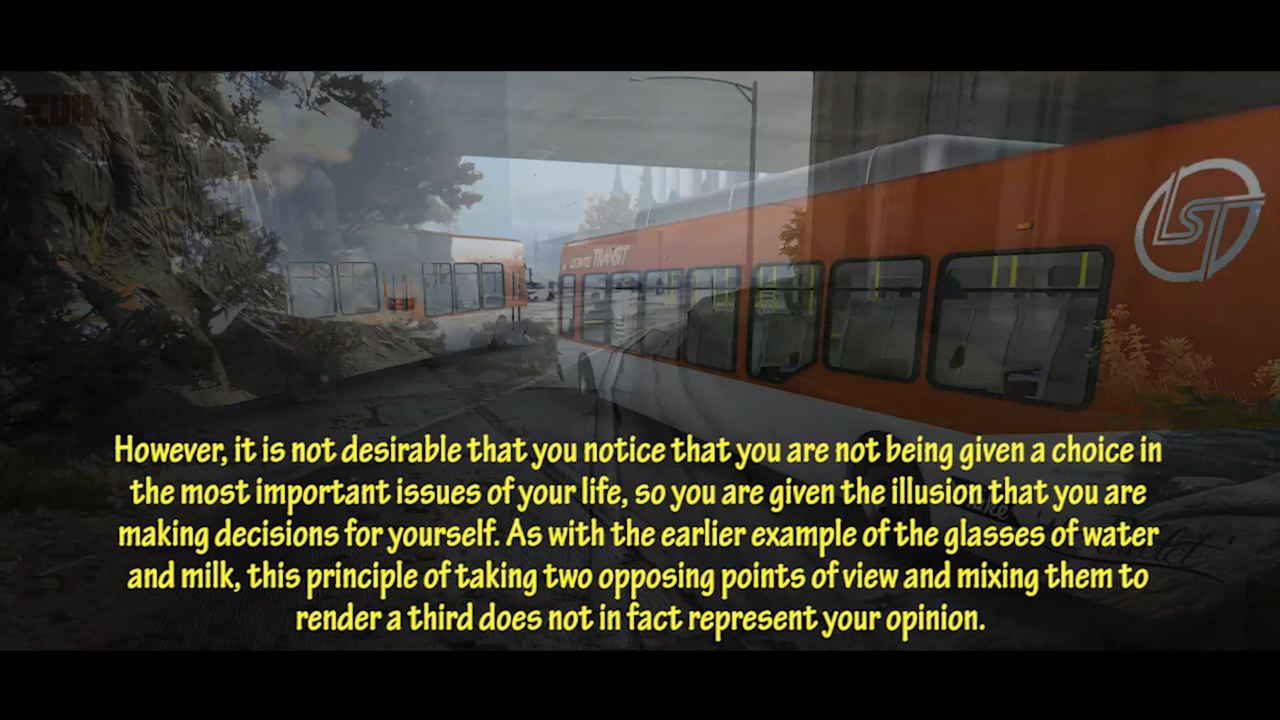 TRANSIT
LST
However, it is not desirable that you notice that you are not being given a choice in
the most important issues of your life, so you are given the illusion that you are
making decisions for yourself. As with the earlier example of the glasses of water
and milk, this principle of taking two opposing points of view and mixing them to
render a third does not in fact represent your opinion.